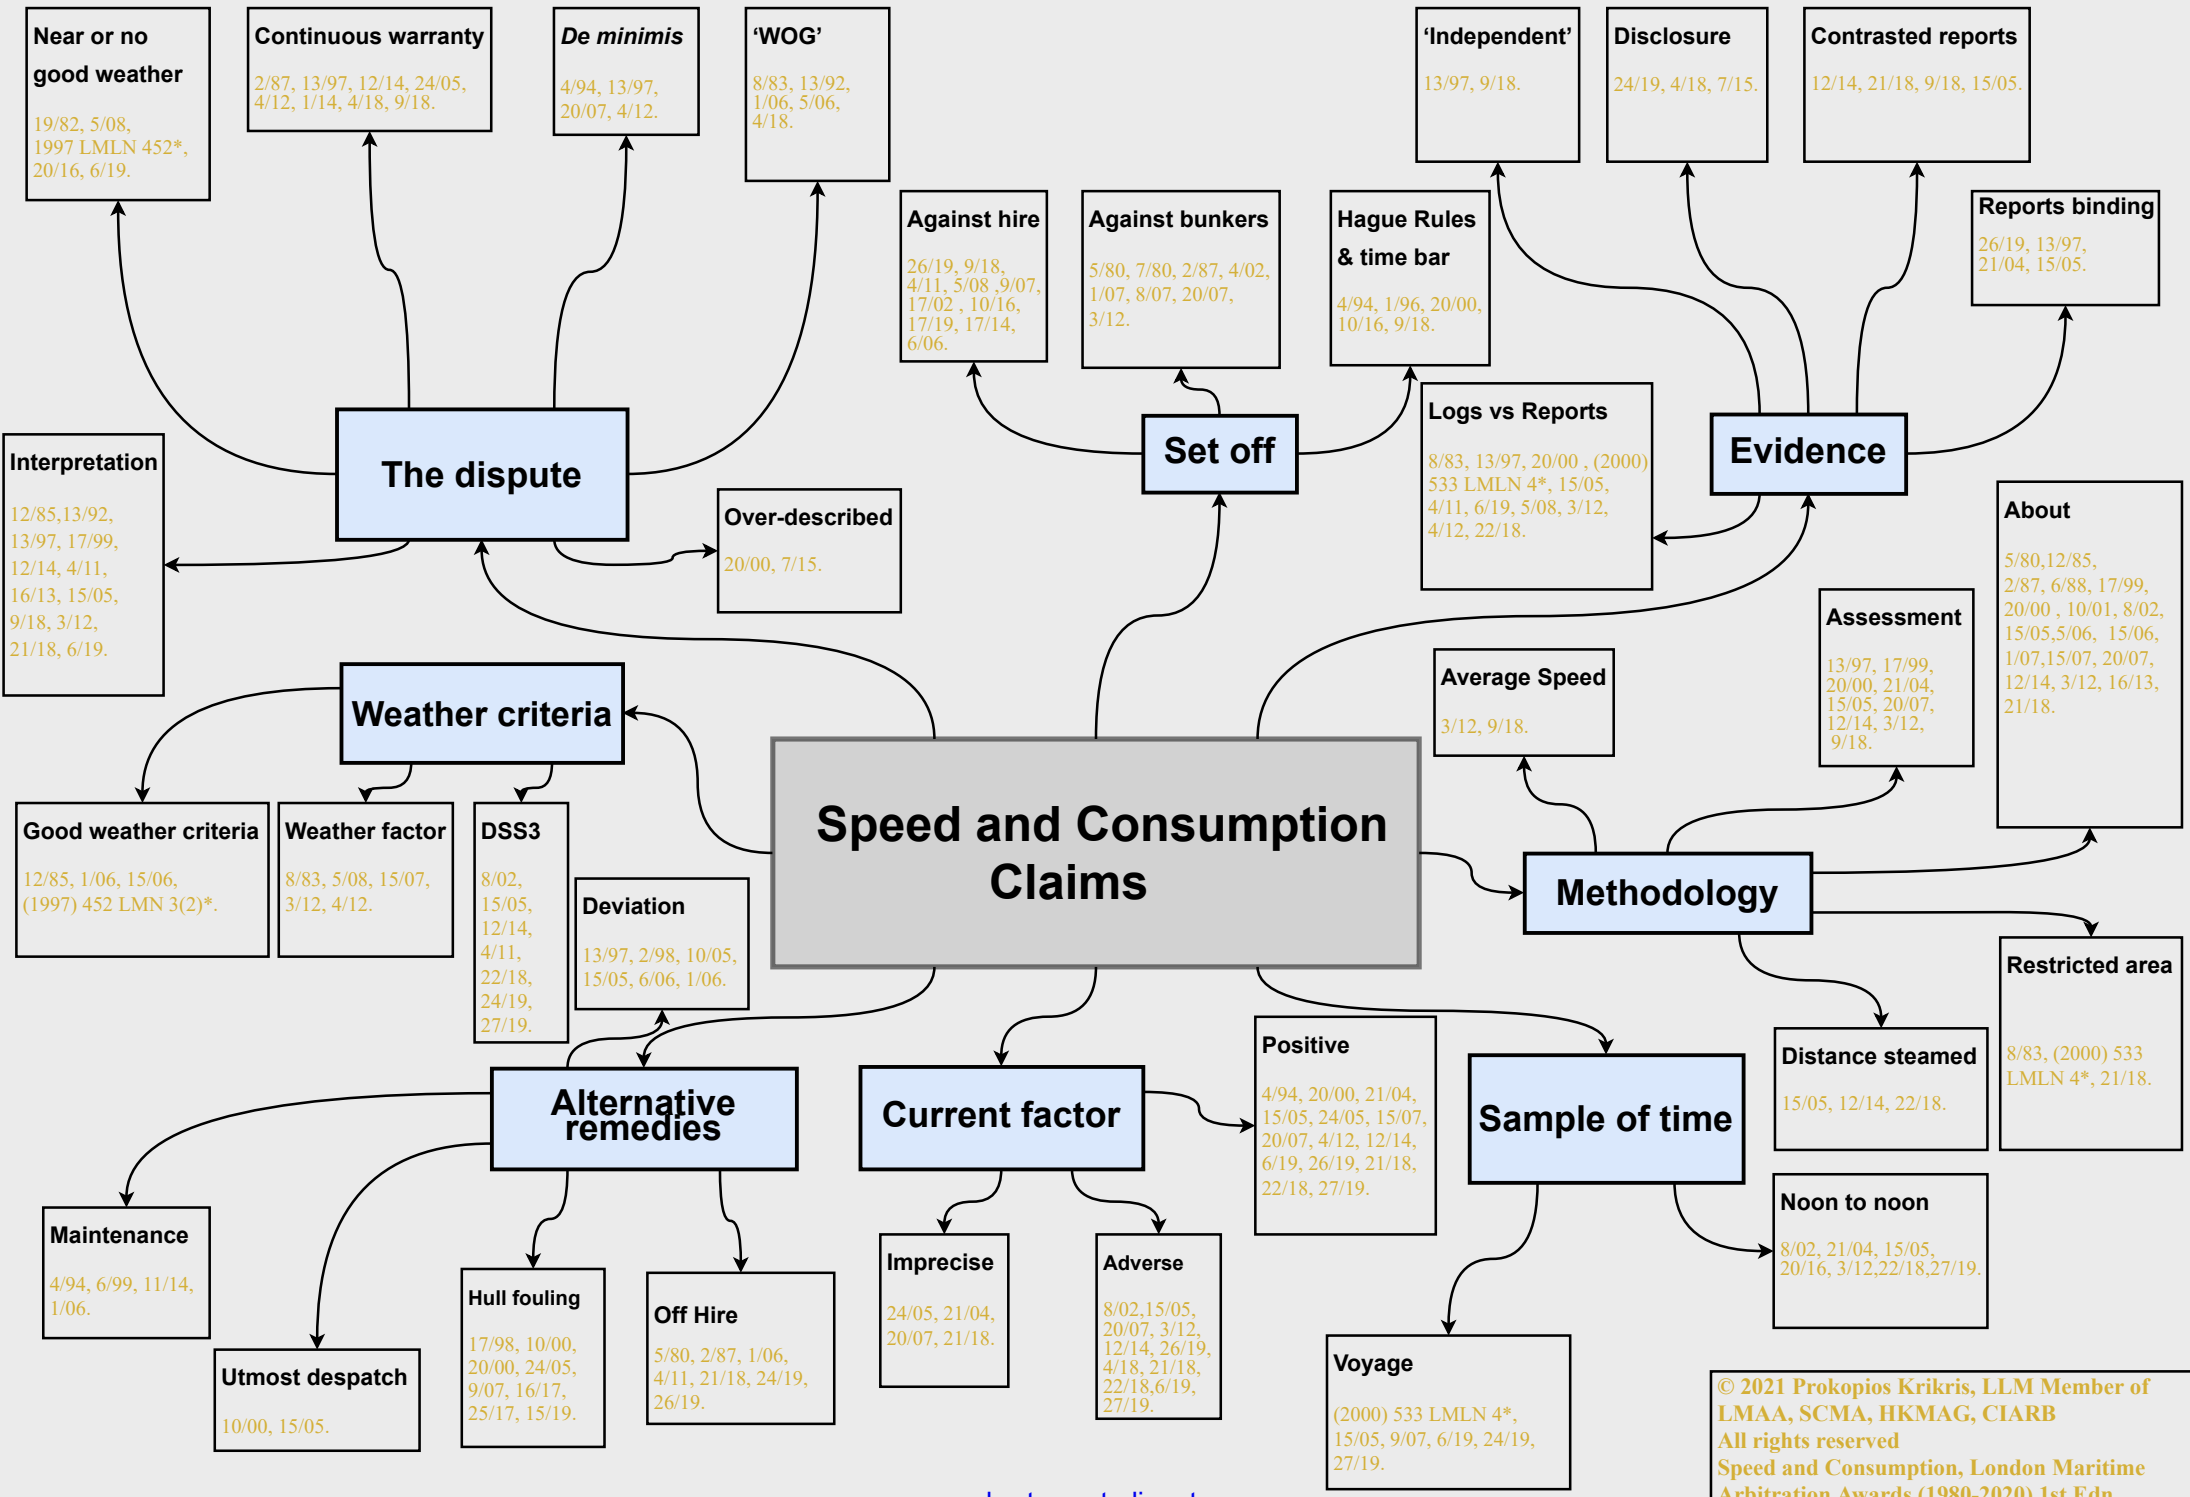 Near or no
good weather
19/82, 5/08,
1997 LMLN 452*,
20/16, 6/19.
Continuous warranty
2/87, 13/97, 12/14, 24/05,
4/12, 1/14, 4/18, 9/18.
De minimis
4/94, 13/97,
20/07, 4/12.
‘WOG’
8/83, 13/92,
1/06, 5/06,
4/18.
‘Independent’
13/97, 9/18.
Disclosure
24/19, 4/18, 7/15.
Contrasted reports
12/14, 21/18, 9/18, 15/05.
Reports binding
26/19, 13/97,
21/04, 15/05.
Against hire
26/19, 9/18,
4/11, 5/08 ,9/07,
17/02 , 10/16,
17/19, 17/14,
6/06.
Against bunkers
5/80, 7/80, 2/87, 4/02,
1/07, 8/07, 20/07,
3/12.
Hague Rules
& time bar
4/94, 1/96, 20/00,
10/16, 9/18.
Logs vs Reports
8/83, 13/97, 20/00 , (2000)
533 LMLN 4*, 15/05,
4/11, 6/19, 5/08, 3/12,
4/12, 22/18.
The dispute
Set off
Evidence
Interpretation
12/85,13/92,
13/97, 17/99,
12/14, 4/11,
16/13, 15/05,
9/18, 3/12,
21/18, 6/19.
Over-described
20/00, 7/15.
About
5/80,12/85,
2/87, 6/88, 17/99,
20/00 , 10/01, 8/02,
15/05,5/06, 15/06,
1/07,15/07, 20/07,
12/14, 3/12, 16/13,
21/18.
Assessment
13/97, 17/99,
20/00, 21/04,
15/05, 20/07,
12/14, 3/12,
9/18.
Average Speed
3/12, 9/18.
Weather criteria
Speed and Consumption
Claims
Methodology
Good weather criteria
12/85, 1/06, 15/06,
(1997) 452 LMN 3(2)*.
Weather factor
8/83, 5/08, 15/07,
3/12, 4/12.
DSS3
8/02,
15/05,
12/14,
4/11,
22/18,
24/19,
27/19.
Deviation
13/97, 2/98, 10/05,
15/05, 6/06, 1/06.
Restricted area
8/83, (2000) 533
LMLN 4*, 21/18.
Distance steamed
15/05, 12/14, 22/18.
Alternative
remedies
Current factor
Positive
4/94, 20/00, 21/04,
15/05, 24/05, 15/07,
20/07, 4/12, 12/14,
6/19, 26/19, 21/18,
22/18, 27/19.
Sample of time
Noon to noon
8/02, 21/04, 15/05,
20/16, 3/12,22/18,27/19.
Maintenance
4/94, 6/99, 11/14,
1/06.
Utmost despatch
10/00, 15/05.
Hull fouling
17/98, 10/00,
20/00, 24/05,
9/07, 16/17,
25/17, 15/19.
Off Hire
5/80, 2/87, 1/06,
4/11, 21/18, 24/19,
26/19.
Imprecise
24/05, 21/04,
20/07, 21/18.
Adverse
8/02,15/05,
20/07, 3/12,
12/14, 26/19,
4/18, 21/18,
22/18,6/19,
27/19.
Voyage
(2000) 533 LMLN 4*,
15/05, 9/07, 6/19, 24/19,
27/19.
© 2021 Prokopios Krikris, LLM Member of
LMAA, SCMA, HKMAG, CIARB
All rights reserved
Speed and Consumption, London Maritime
Arbitration Awards (1980-2020) 1st Edn